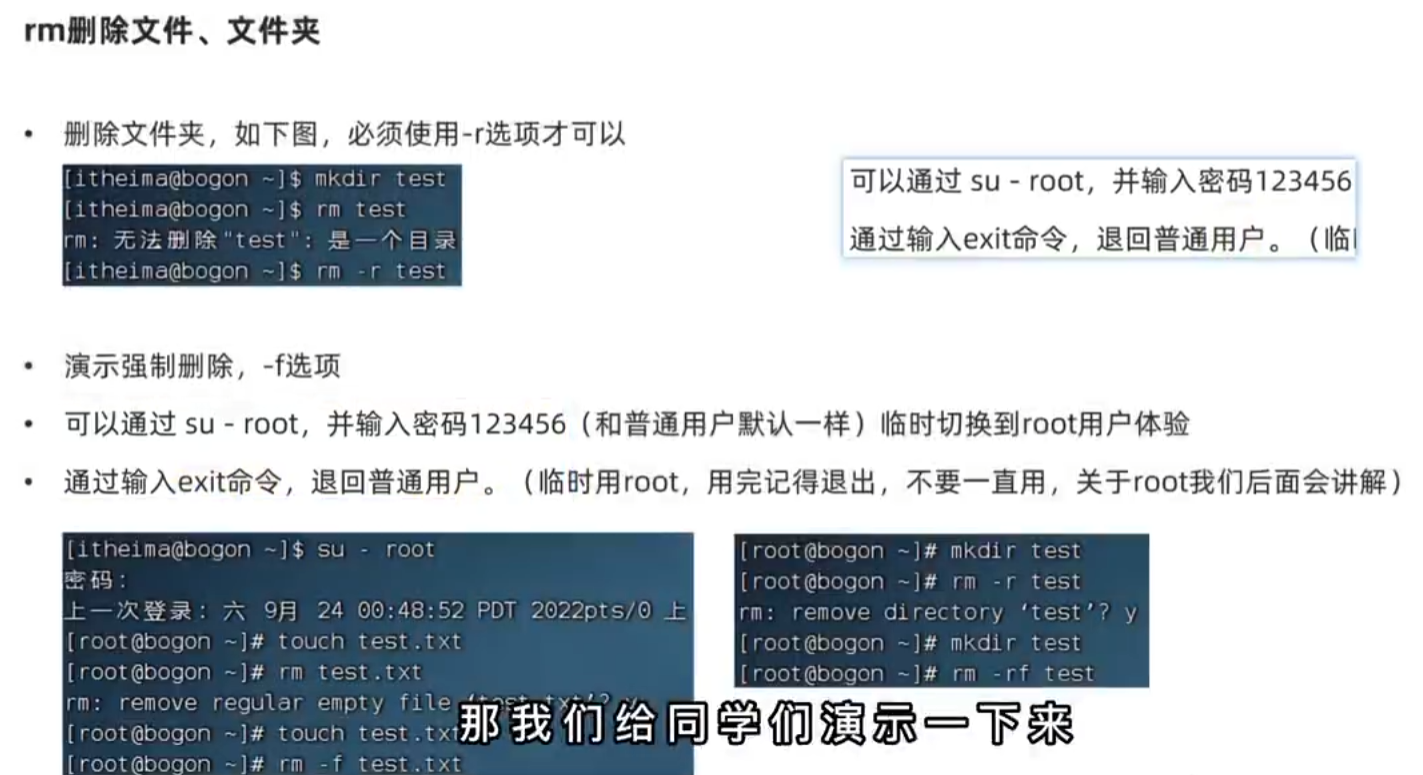 rm删除文件、文件夹
• 删除文件夹，如下图，必须使用-r选项才可以
[itheima@bogon ~]$ mkdir test
[itheima@bogon ~]$ rm test
rm: 无法删除"test": 是一个目录
[itheima@bogon ~]$ rm -r test
可以通过 su - root，并输入密码123456
通过输入exit命令，退回普通用户。（临
• 演示强制删除，-f选项
• 可以通过 su - root，并输入密码123456（和普通用户默认一样）临时切换到root用户体验
• 通过输入exit命令，退回普通用户。（临时用root，用完记得退出，不要一直用，关于root我们后面会讲解）
[itheima@bogon ~]$ su - root
密码：
上一次登录：六 9月 24 00:48:52 PDT 2022pts/0 上
[root@bogon ~]# touch test.txt
[root@bogon ~]# rm test.txt
rm: remove regular empty file ‘test.txt’? y
[root@bogon ~]# touch test.txt
[root@bogon ~]# rm -f test.txt
[root@bogon ~]# mkdir test
[root@bogon ~]# rm -r test
rm: remove directory ‘test’? y
[root@bogon ~]# mkdir test
[root@bogon ~]# rm -rf test
那我们给同学们演示一下来